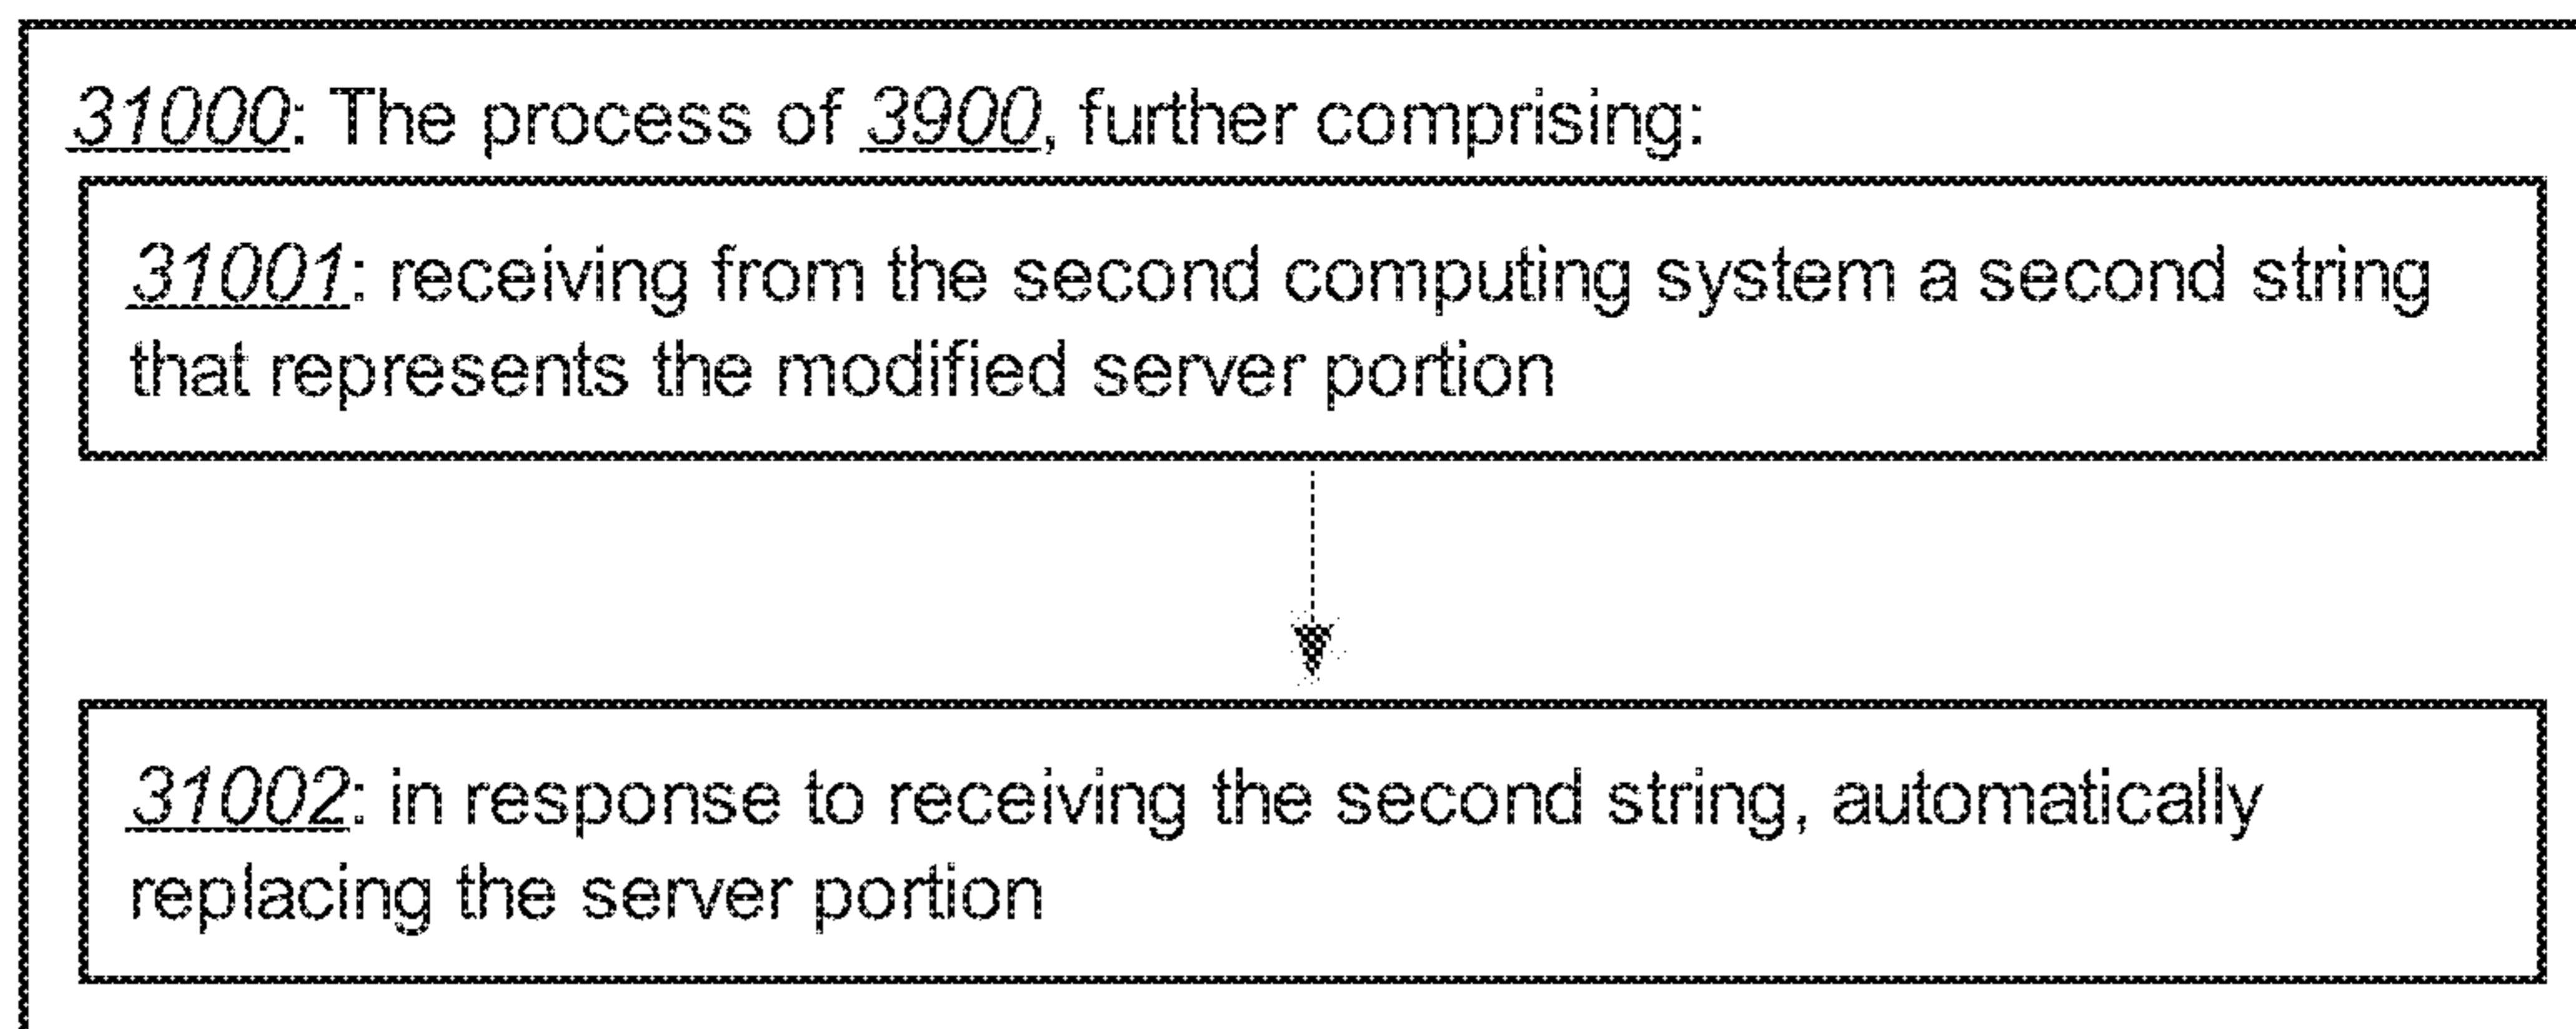 31000: The process of 3900, further comprising:
31001: receiving from the second computing system a second string
that represents the modified server portion
31002: in response to receiving the second string, automatically
replacing the server portion